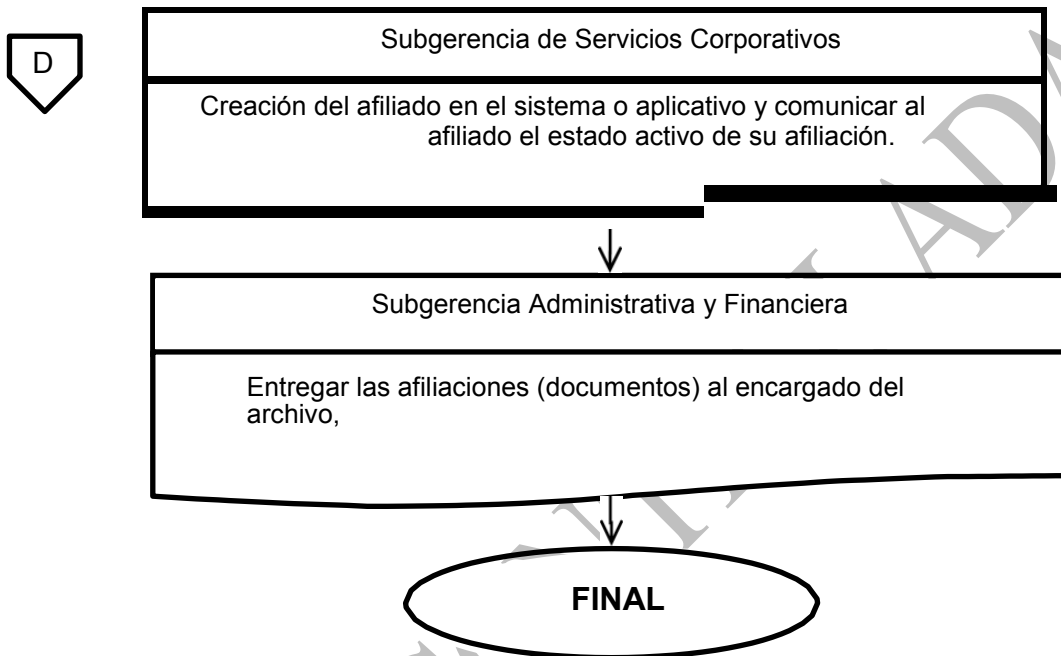 D
Subgerencia de Servicios Corporativos
Creación del afiliado en el sistema o aplicativo y comunicar al
afiliado el estado activo de su afiliación.
Subgerencia Administrativa y Financiera
Entregar las afiliaciones (documentos) al encargado del
archivo,
FINAL